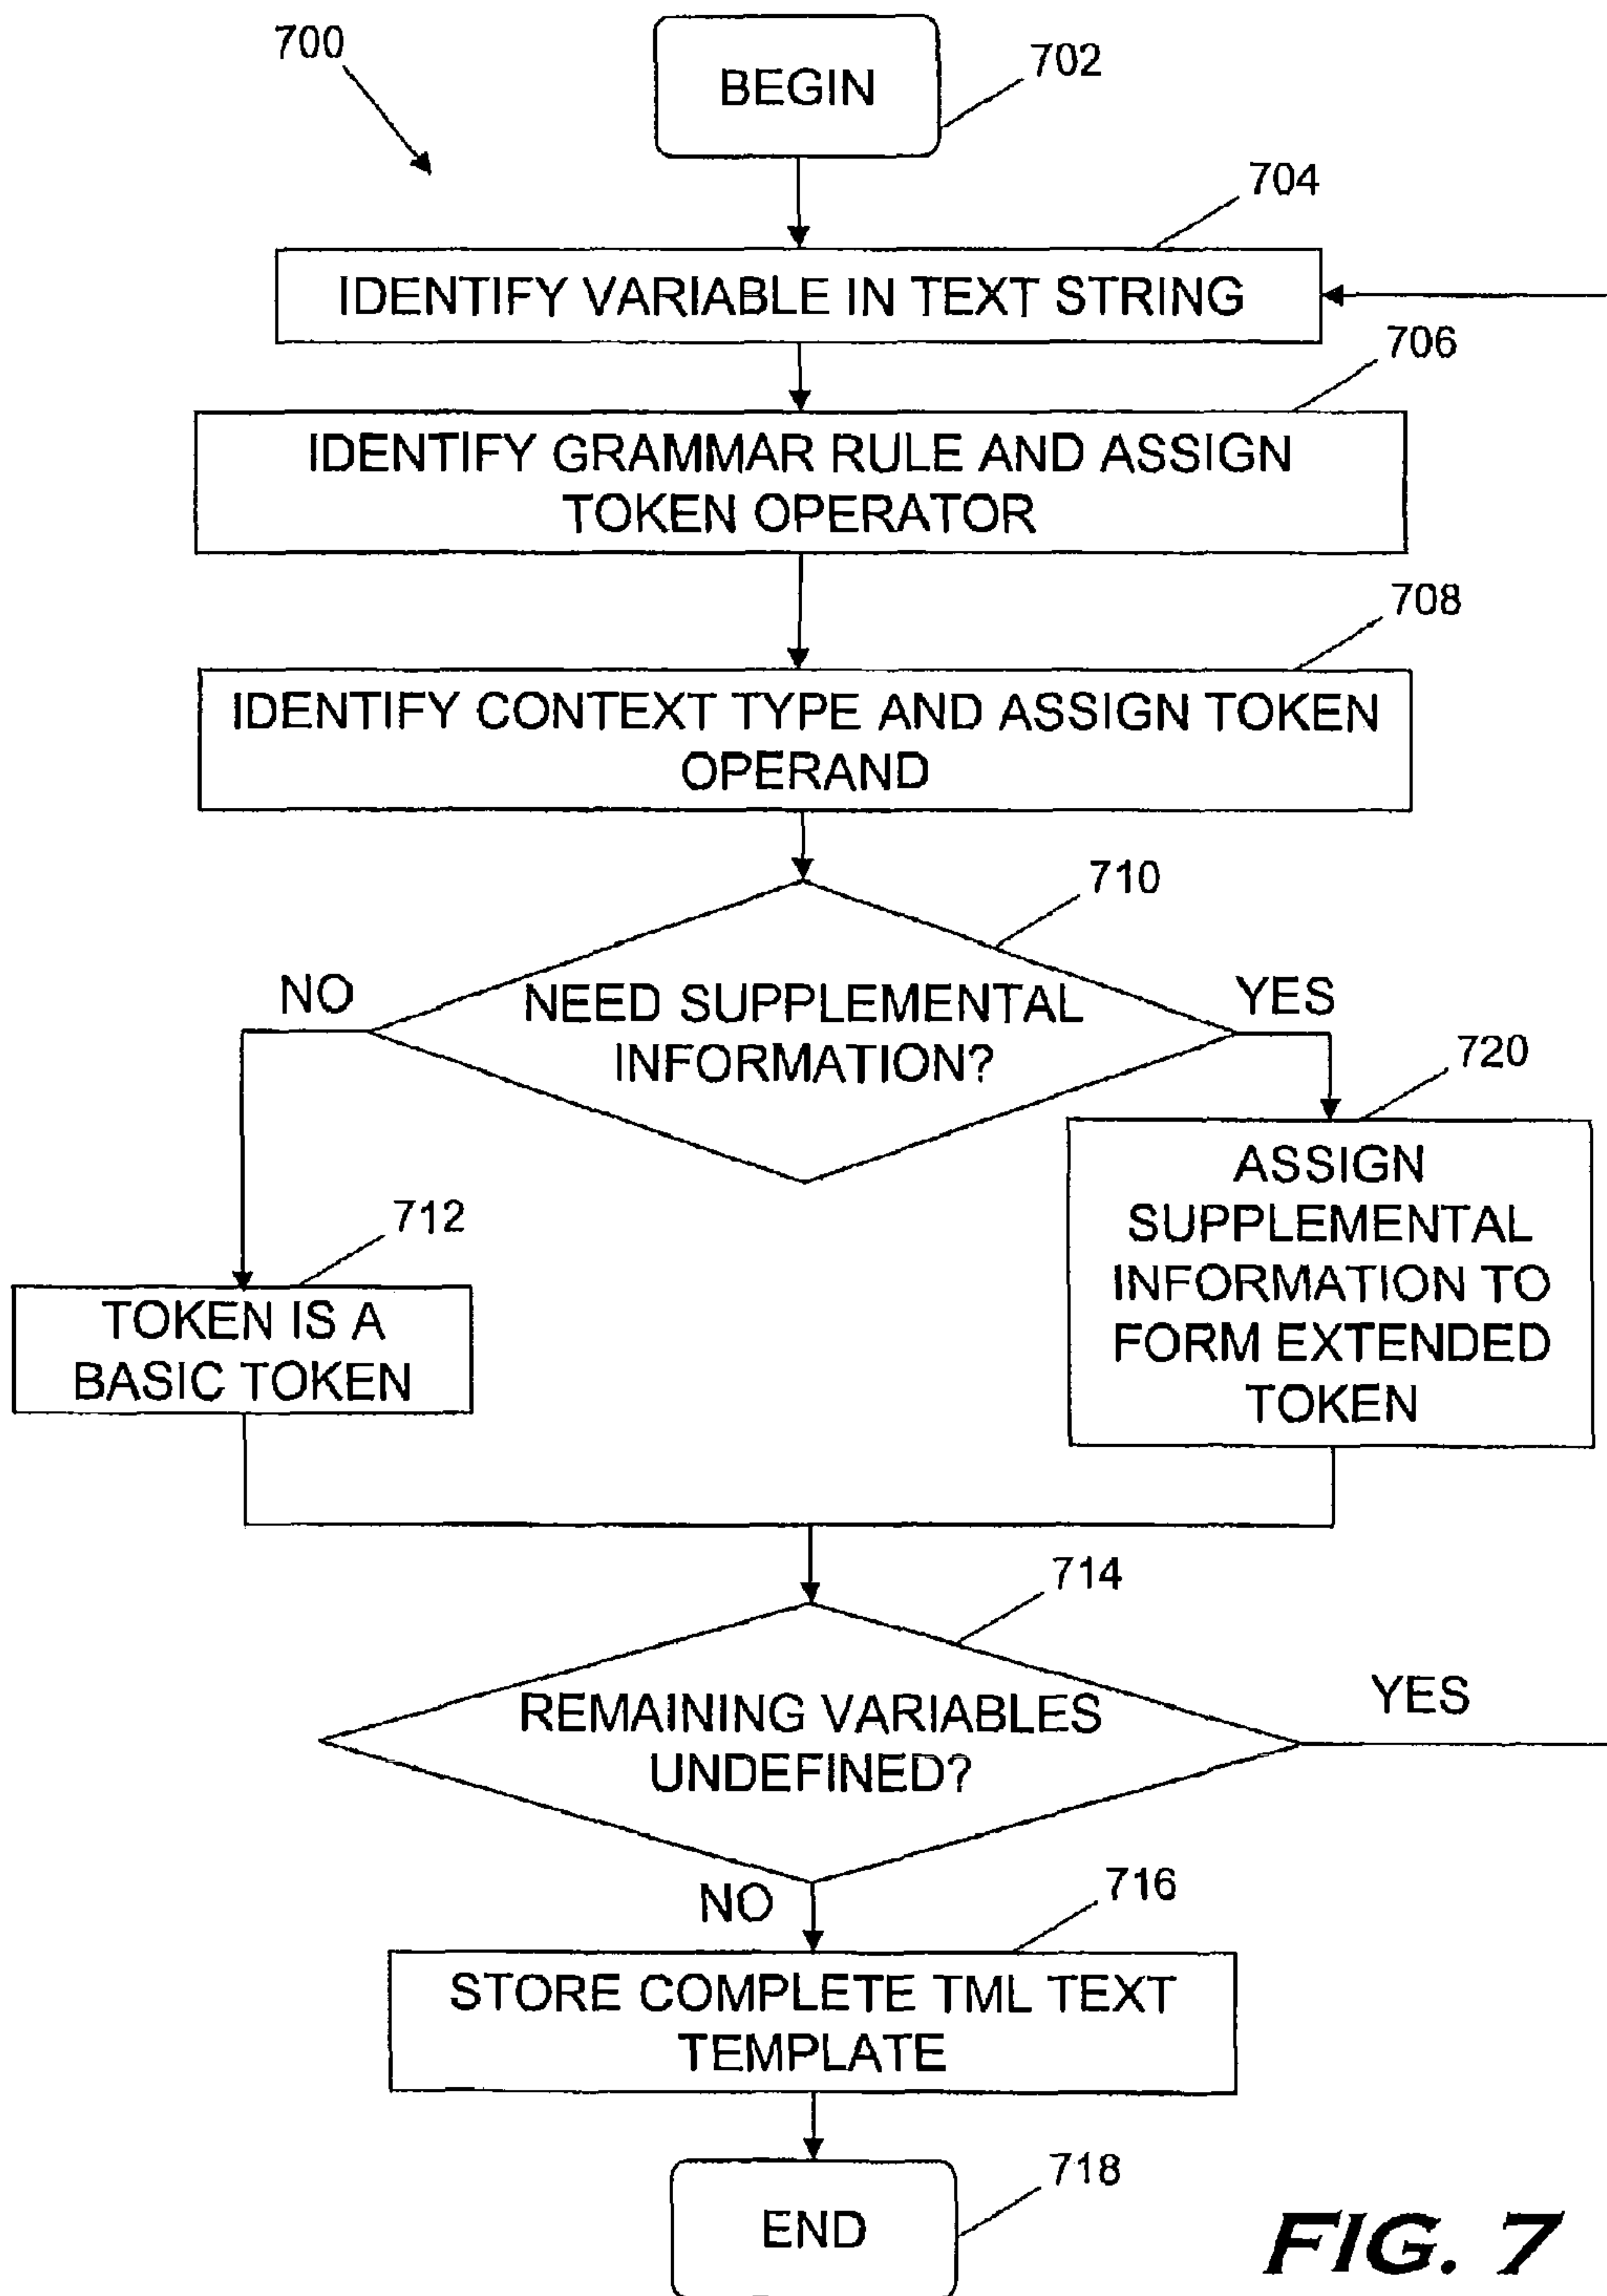 700
BEGIN
702
704
IDENTIFY VARIABLE IN TEXT STRING
706
IDENTIFY GRAMMAR RULE AND ASSIGN
TOKEN OPERATOR
708
IDENTIFY CONTEXT TYPE AND ASSIGN TOKEN
OPERAND
710
NO
NEED SUPPLEMENTAL
INFORMATION?
YES
720
ASSIGN
SUPPLEMENTAL
INFORMATION TO
FORM EXTENDED
TOKEN
712
TOKEN IS A
BASIC TOKEN
714
REMAINING VARIABLES
UNDEFINED?
YES
NO
716
STORE COMPLETE TML TEXT
TEMPLATE
718
END
FIG. 7